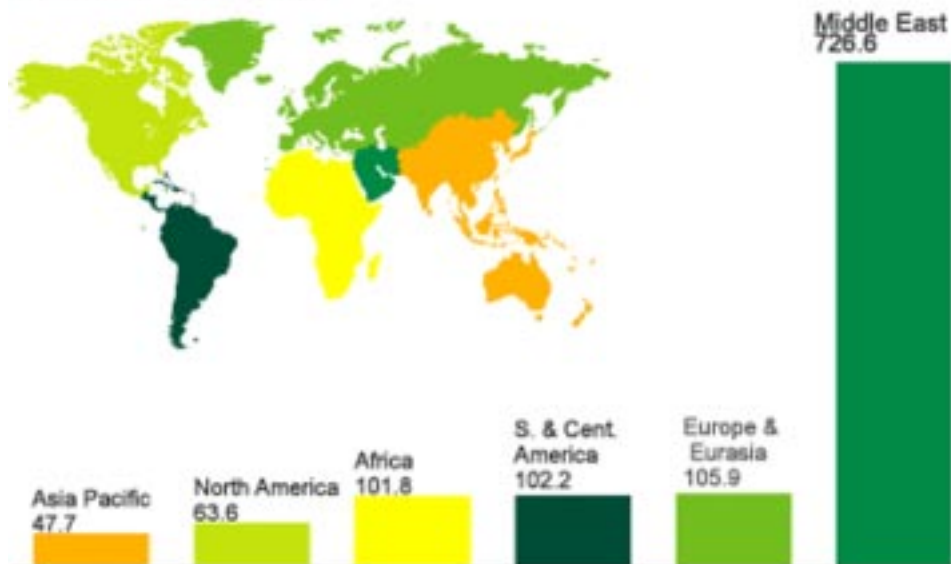 Middle East
726.6
Europe &
Eurasia
105.9
S. & Cent.
America
102.2
Africa
101.8
North America
63.6
Asia Pacific
47.7